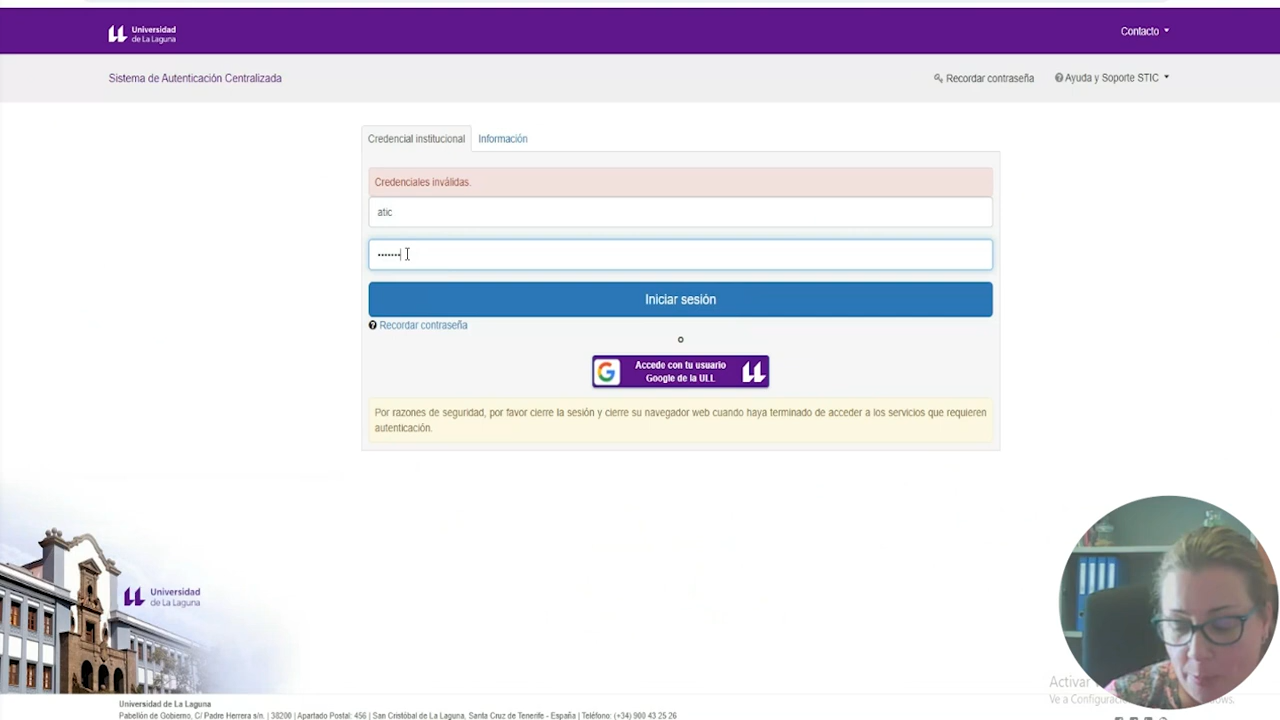 Universidad
de La Laguna
Contacto
Sistema de Autenticación Centralizada
Recordar contraseña
Ayuda y Soporte STIC
Credencial institucional
Información
Credenciales inválidas.
atic
•••••••
Iniciar sesión
Recordar contraseña
o
Accede con tu usuario
Google de la ULL
Por razones de seguridad, por favor cierre la sesión y cierre su navegador web cuando haya terminado de acceder a los servicios que requieren
autenticación.
Universidad
de La Laguna
Activar
Ve a Configura
Universidad de La Laguna
Pabellón de Gobierno, C/ Padre Herrera s/n. | 38200 | Apartado Postal: 456 | San Cristóbal de La Laguna, Santa Cruz de Tenerife - España | Teléfono: (+34) 900 43 25 26